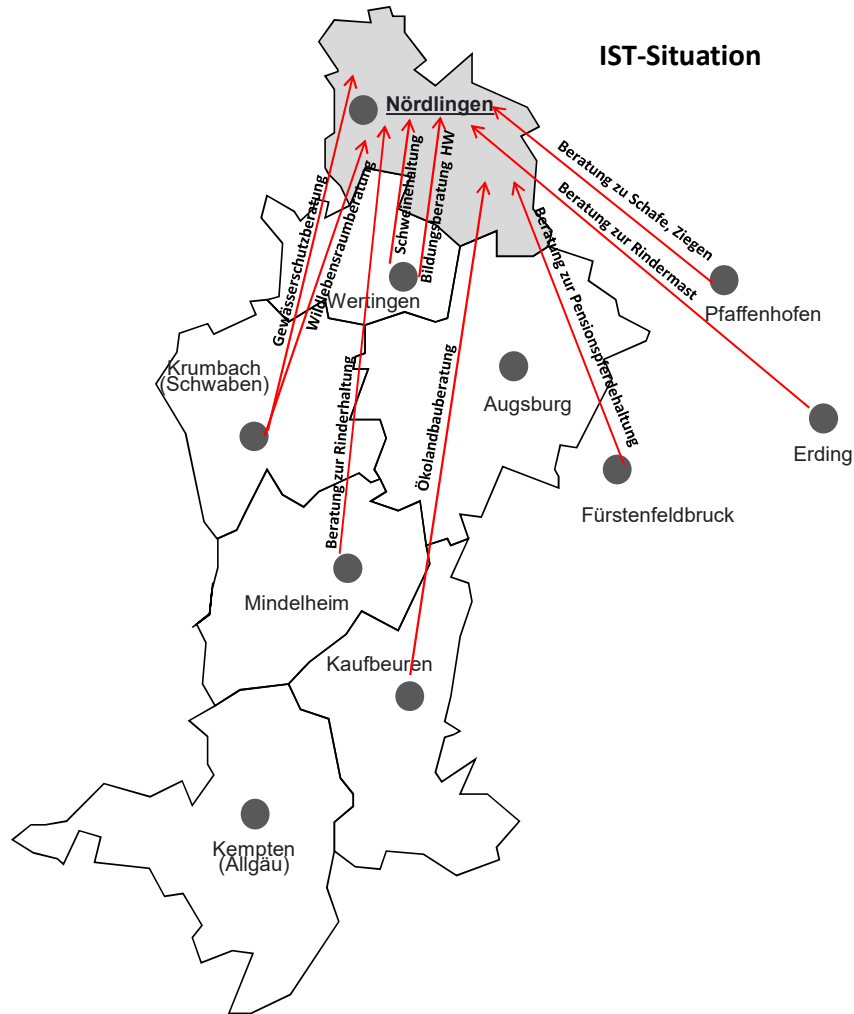 IST-Situation
Nördlingen
Gewässerschutzberatung
Wildlebensraumberatung
Schweinehaltung
Bildungsberatung HW
Beratung zu Schafe, Ziegen
Beratung zur Rindermast
Beratung zur Pensionspferdehaltung
Beratung zur Rinderhaltung
Ökolandbauberatung
Wertingen
Pfaffenhofen
Krumbach
(Schwaben)
Augsburg
Erding
Fürstenfeldbruck
Mindelheim
Kaufbeuren
Kempten
(Allgäu)